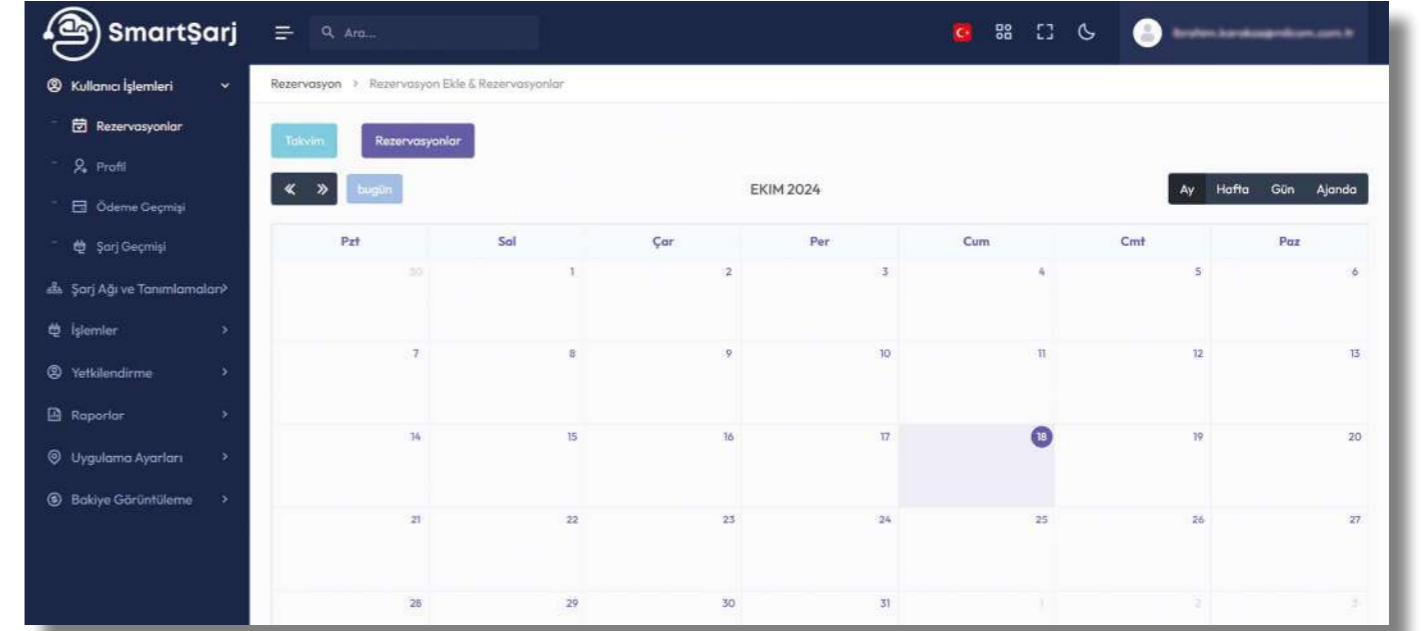 SmartŞarj
Ara...
Kullanıcı İşlemleri
Rezervasyonlar
Profil
Ödeme Geçmişi
Şarj Geçmişi
Şarj Ağı ve Tanımlamaları
İşlemler
Yetkilendirme
Raporlar
Uygulama Ayarları
Bakiye Görüntüleme
Rezervasyon > Rezervasyon Ekle & Rezervasyonlar
Takvim Rezervasyonlar
bugün EKIM 2024 Ay Hafta Gün Ajanda
Pzt Sal Çar Per Cum Cmt Paz
30 1 2 3 4 5 6
7 8 9 10 11 12 13
14 15 16 17 18 19 20
21 22 23 24 25 26 27
28 29 30 31 1 2 3